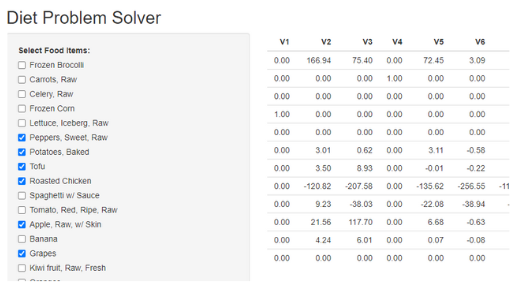 Diet Problem Solver
Select Food Items:
Frozen Brocolli
Carrots, Raw
Celery, Raw
Frozen Corn
Lettuce, Iceberg, Raw
Peppers, Sweet, Raw
Potatoes, Baked
Tofu
Roasted Chicken
Spaghetti w/ Sauce
Tomato, Red, Ripe, Raw
Apple, Raw, w/ Skin
Banana
Grapes
Kiwi fruit, Raw, Fresh
V1 V2 V3 V4 V5 V6
0.00 166.94 75.40 0.00 72.45 3.09
0.00 0.00 0.00 1.00 0.00 0.00
0.00 0.00 0.00 0.00 0.00 0.00
1.00 0.00 0.00 0.00 0.00 0.00
0.00 0.00 0.00 0.00 0.00 0.00
0.00 3.01 0.62 0.00 3.11 -0.58
0.00 3.50 8.93 0.00 -0.01 -0.22
0.00 -120.82 -207.58 0.00 -135.62 -256.55
0.00 9.23 -38.03 0.00 -22.08 -38.94
0.00 21.56 117.70 0.00 6.68 -0.63
0.00 4.24 6.01 0.00 0.07 -0.08
0.00 0.00 0.00 0.00 0.00 0.00